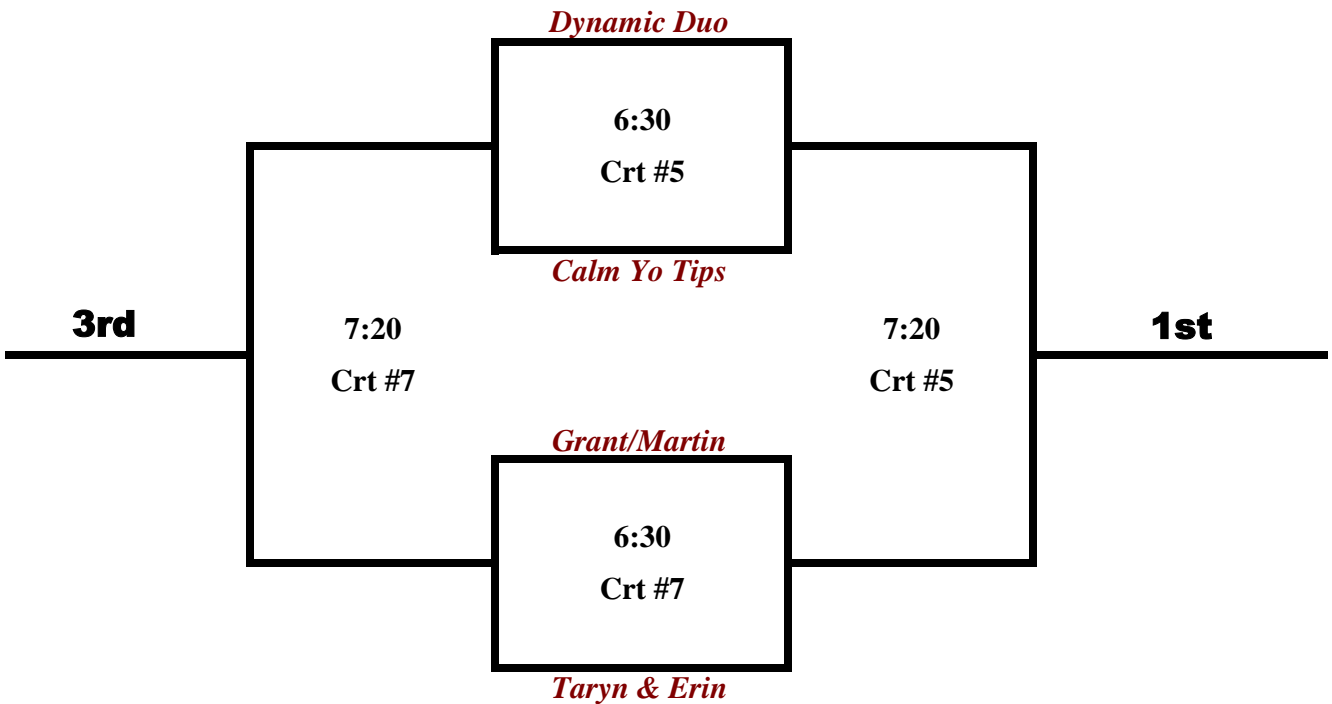 Dynamic Duo
6:30
Crt #5
Calm Yo Tips
3rd
7:20
Crt #7
7:20
Crt #5
1st
Grant/Martin
6:30
Crt #7
Taryn & Erin